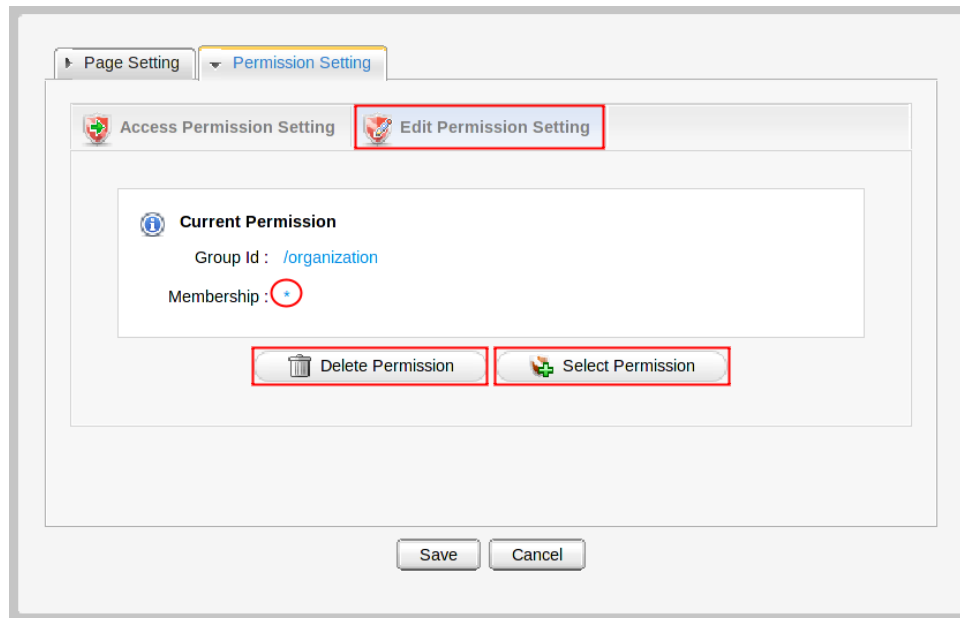 Page Setting Permission Setting
Access Permission Setting Edit Permission Setting
Current Permission
Group Id : /organization
Membership : *
Delete Permission Select Permission
Save Cancel